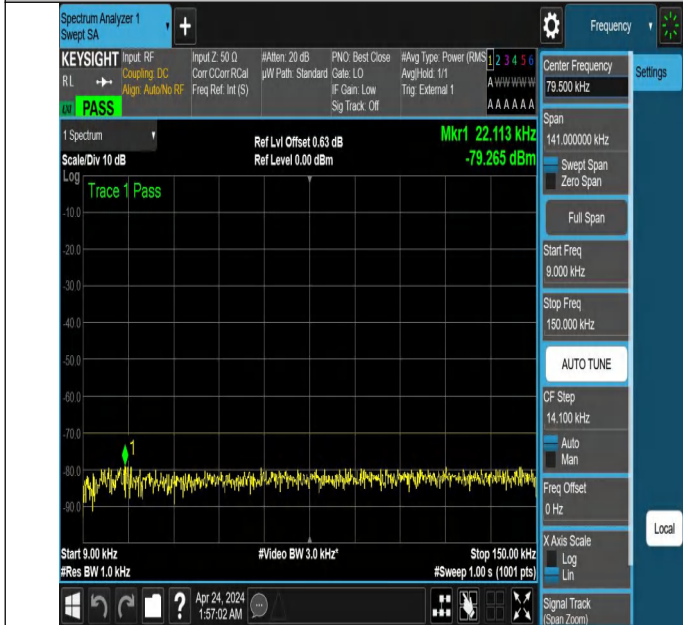 Spectrum Analyzer 1
Swept SA
+
Frequency
KEYSIGHT
Input: RF
Coupling: DC
Align: Auto/No RF
Input Z: 50 Ω
Corr CCorr RCal
Freq Ref: Int (S)
#Atten: 20 dB
µW Path: Standard
PNO: Best Close
Gate: LO
IF Gain: Low
Sig Track: Off
#Avg Type: Power (RMS
Avg|Hold: 1/1
Trig: External 1
1 2 3 4 5 6
A W W W W W
A A A A A A
RL
LXI
PASS
1 Spectrum
Scale/Div 10 dB
Log
Ref Lvl Offset 0.63 dB
Ref Level 0.00 dBm
Mkr1 22.113 kHz
-79.265 dBm
Trace 1 Pass
-10.0
-20.0
-30.0
-40.0
-50.0
-60.0
-70.0
-80.0
-90.0
1
Start 9.00 kHz
#Res BW 1.0 kHz
#Video BW 3.0 kHz*
Stop 150.00 kHz
#Sweep 1.00 s (1001 pts)
Center Frequency
79.500 kHz
Settings
Span
141.000000 kHz
Swept Span
Zero Span
Full Span
Start Freq
9.000 kHz
Stop Freq
150.000 kHz
AUTO TUNE
CF Step
14.100 kHz
Auto
Man
Freq Offset
0 Hz
X Axis Scale
Log
Lin
Local
Signal Track
(Span Zoom)
?
Apr 24, 2024
1:57:02 AM